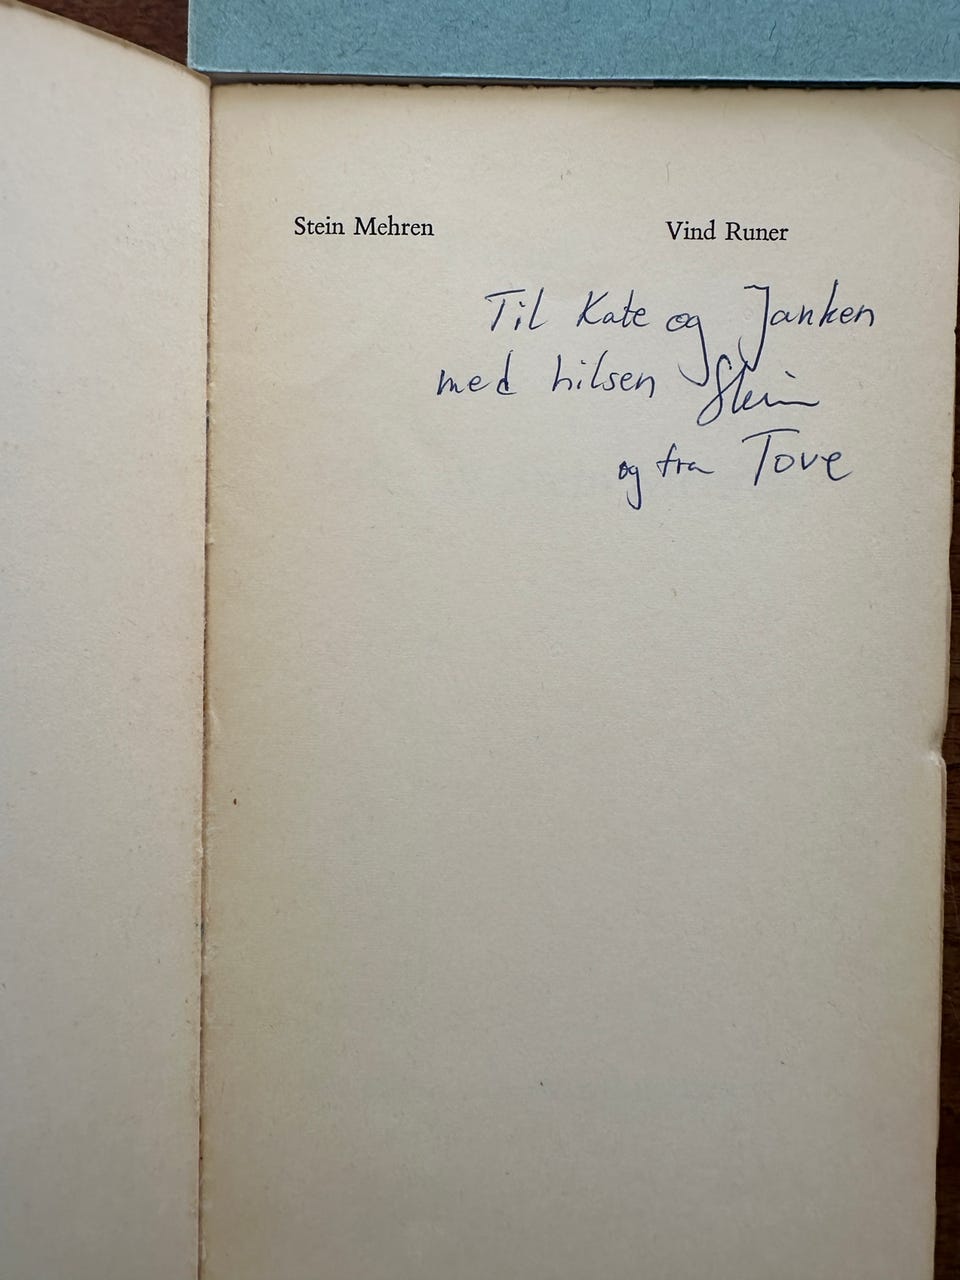 Stein Mehren Vind Runer
Til Kate og Janken
med hilsen Stein
og fra Tove